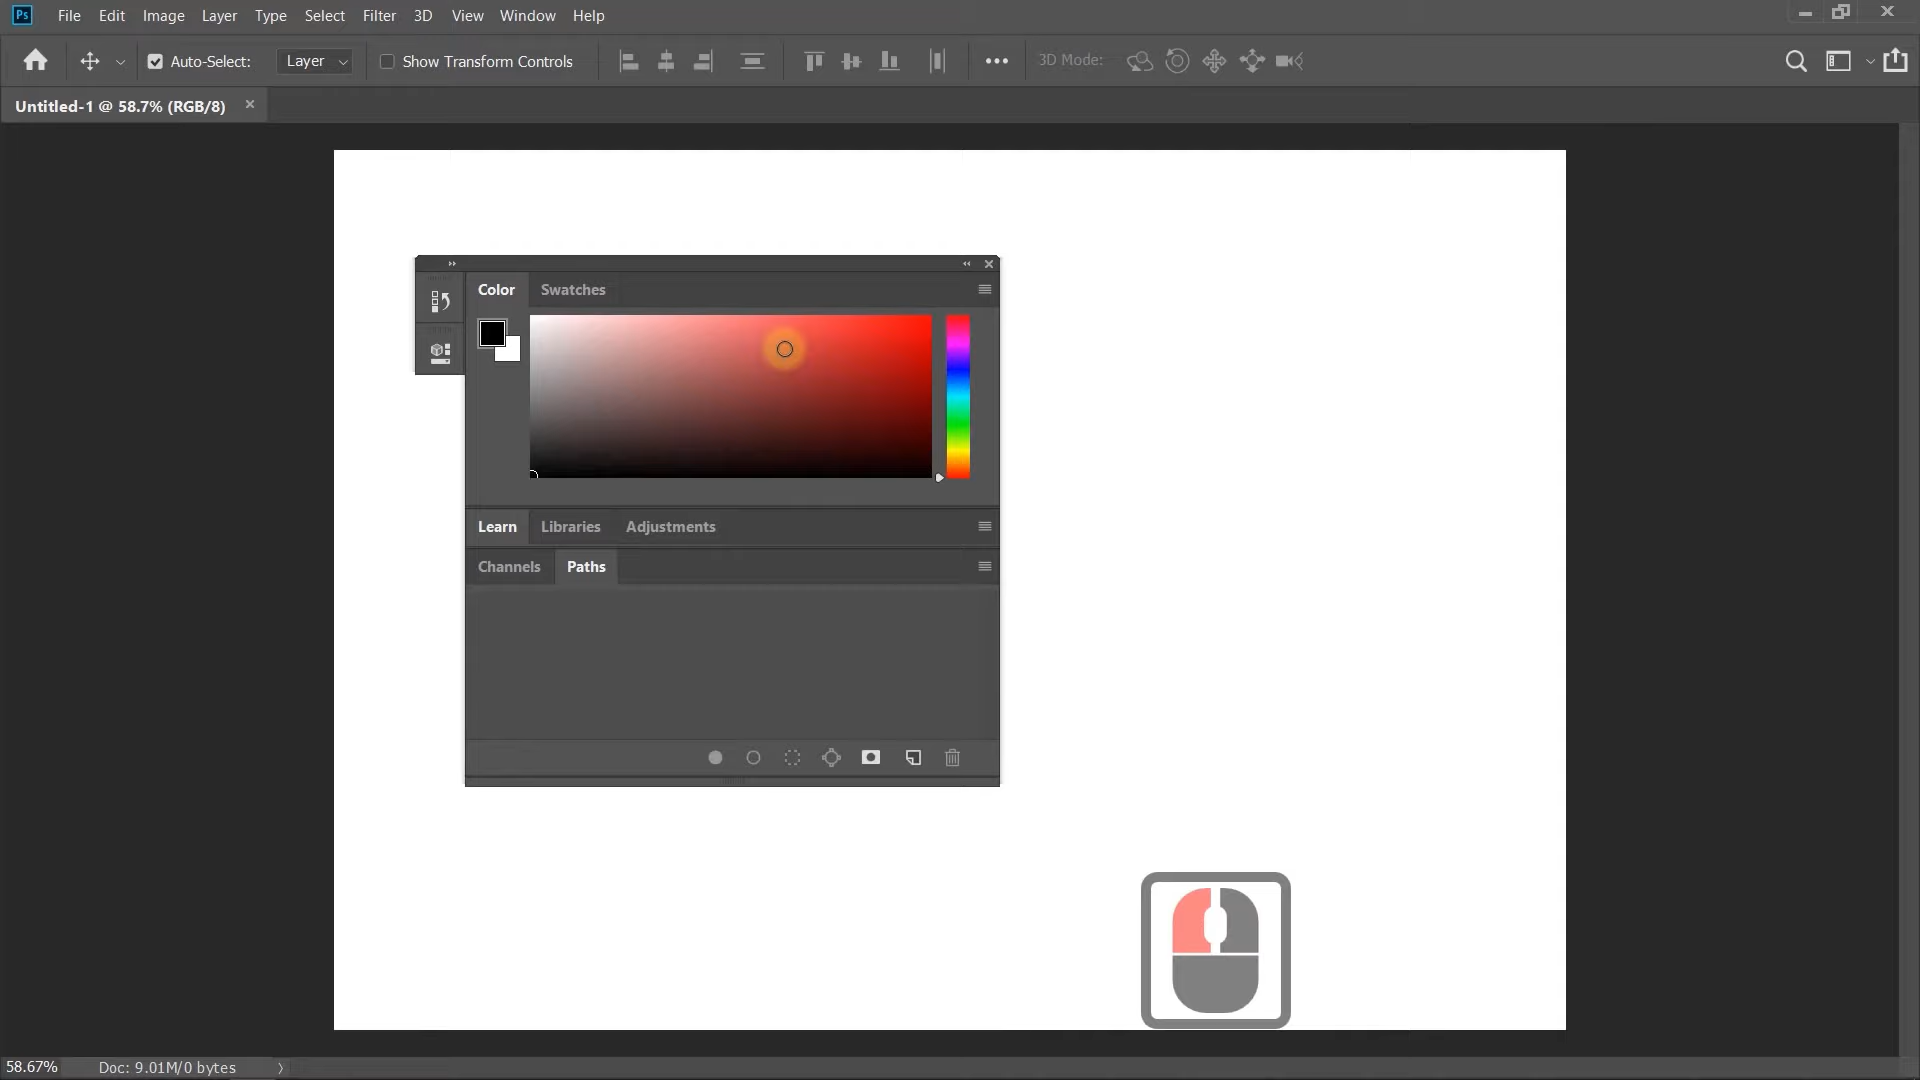 Ps File Edit Image Layer Type Select Filter 3D View Window Help
Auto-Select: Layer Show Transform Controls 3D Mode:
Untitled-1 @ 58.7% (RGB/8)
Color Swatches
Learn Libraries Adjustments
Channels Paths
58.67% Doc: 9.01M/0 bytes